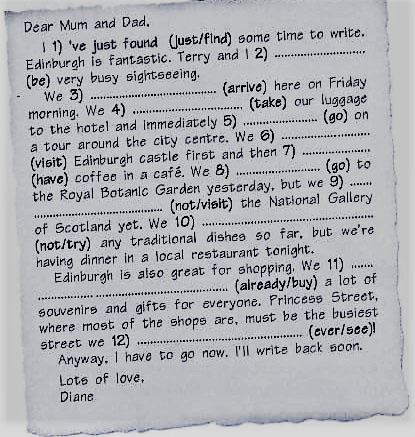 Dear Mum and Dad,
I 1) 've just found (just/find) some time to write.
Edinburgh is fantastic. Terry and I 2) ..............................
(be) very busy sightseeing.
We 3) .................................... (arrive) here on Friday
morning. We 4) ................................ (take) our luggage
to the hotel and immediately 5) ........................ (go) on
a tour around the city centre. We 6) ..........................
(visit) Edinburgh castle first and then 7) ....................
(have) coffee in a café. We 8) ........................ (go) to
the Royal Botanic Garden yesterday, but we 9) .......
.................................... (not/visit) the National Gallery
of Scotland yet. We 10) ................................................
(not/try) any traditional dishes so far, but we're
having dinner in a local restaurant tonight.
Edinburgh is also great for shopping. We 11) .......
...................................................... (already/buy) a lot of
souvenirs and gifts for everyone. Princess Street,
where most of the shops are, must be the busiest
street we 12) ................................................ (ever/see)!
Anyway, I have to go now. I'll write back soon.
Lots of love,
Diane